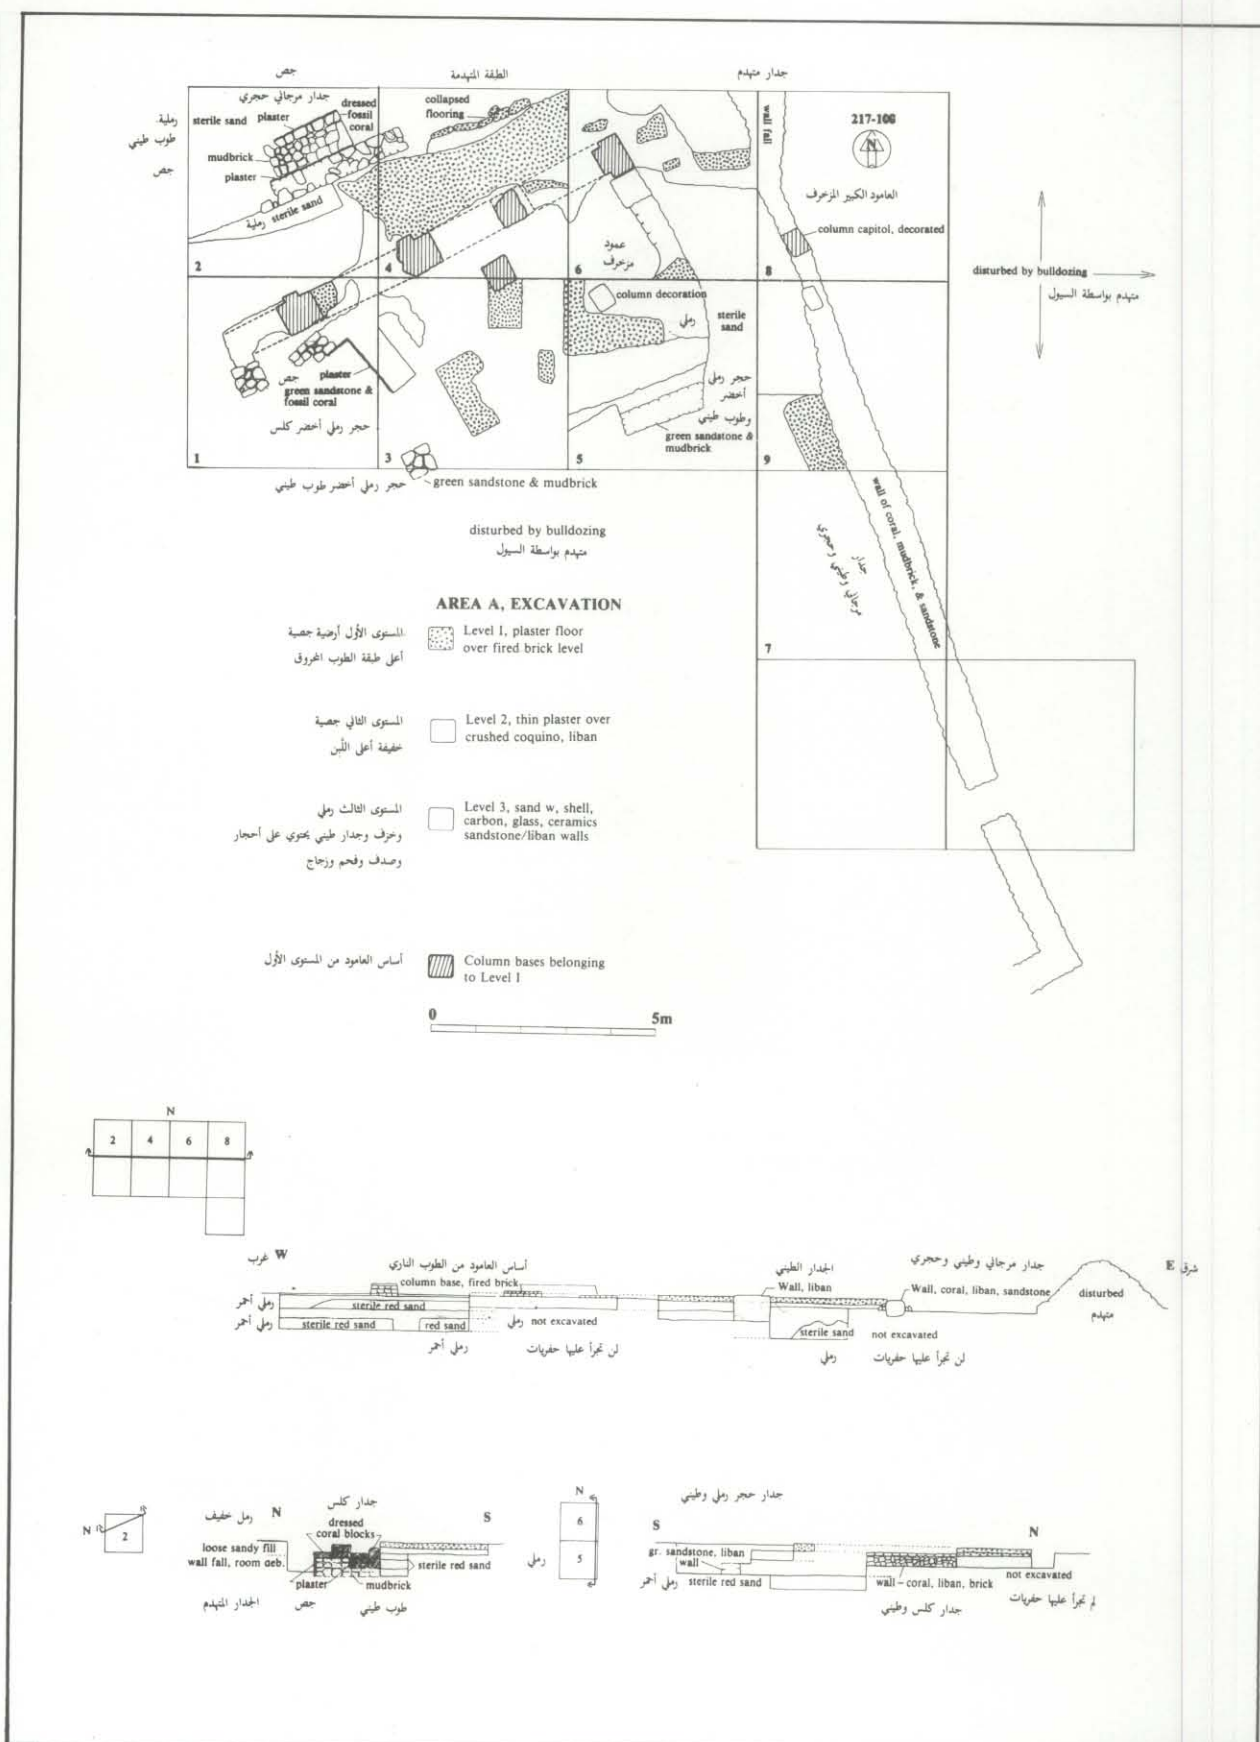 جص
الطبقة المتهدمة
جدار متهدم
جدار مرجاني حجري
رملية
طوب طيني
جص
sterile sand
plaster
dressed
fossil
coral
mudbrick
plaster
رملية
sterile sand
2
collapsed
flooring
4
عمود
مزخرف
6
wall fall
217-108
N
العامود الكبير المزخرف
column capitol, decorated
8
disturbed by bulldozing
متهدم بواسطة السيول
plaster
جص
green sandstone &
fossil coral
حجر رملي أخضر كلس
1
3
column decoration
رملي
sterile
sand
حجر رملي
أخضر
وطوب طيني
green sandstone &
mudbrick
5
9
حجر رملي أخضر طوب طيني
green sandstone & mudbrick
disturbed by bulldozing
متهدم بواسطة السيول
wall of coral, mudbrick, & sandstone
جدار
مرجاني وطيني وحجري
7
AREA A, EXCAVATION
المستوى الأول أرضية جصية
أعلى طبقة الطوب المحروق
Level 1, plaster floor
over fired brick level
المستوى الثاني جصية
خفيفة أعلى اللّبن
Level 2, thin plaster over
crushed coquino, liban
المستوى الثالث رملي
وخزف وجدار طيني يحتوي على أحجار
وصدف وفحم وزجاج
Level 3, sand w, shell,
carbon, glass, ceramics
sandstone/liban walls
أساس العامود من المستوى الأول
Column bases belonging
to Level 1
0
5m
N
2 4 6 8
غرب W
أساس العامود من الطوب الناري
column base, fired brick
الجدار الطيني
Wall, liban
جدار مرجاني وطيني وحجري
Wall, coral, liban, sandstone
E شرق
disturbed
متهدم
رملي أحمر
sterile red sand
رملي أحمر
sterile red sand
red sand
رملي
not excavated
رملي أحمر
لن تجرأ عليها حفريات
sterile sand
رملي
not excavated
لن تجرأ عليها حفريات
N
2
رمل خفيف
N
جدار كلس
S
dressed
coral blocks
loose sandy fill
wall fall, room deb.
sterile red sand
plaster
mudbrick
الجدار المتهدم
جص
طوب طيني
رملي
N
6
5
جدار حجر رملي وطيني
S
N
gr. sandstone, liban
wall
رملي أحمر
sterile red sand
wall – coral, liban, brick
not excavated
جدار كلس وطيني
لم تجرأ عليها حفريات